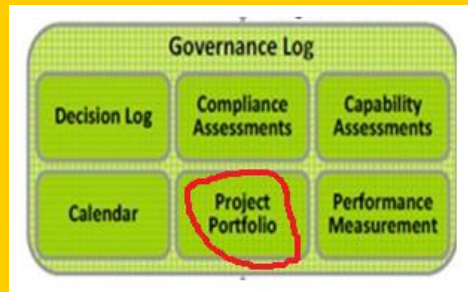 Governance Log
Decision Log
Compliance
Assessments
Capability
Assessments
Calendar
Project
Portfolio
Performance
Measurement